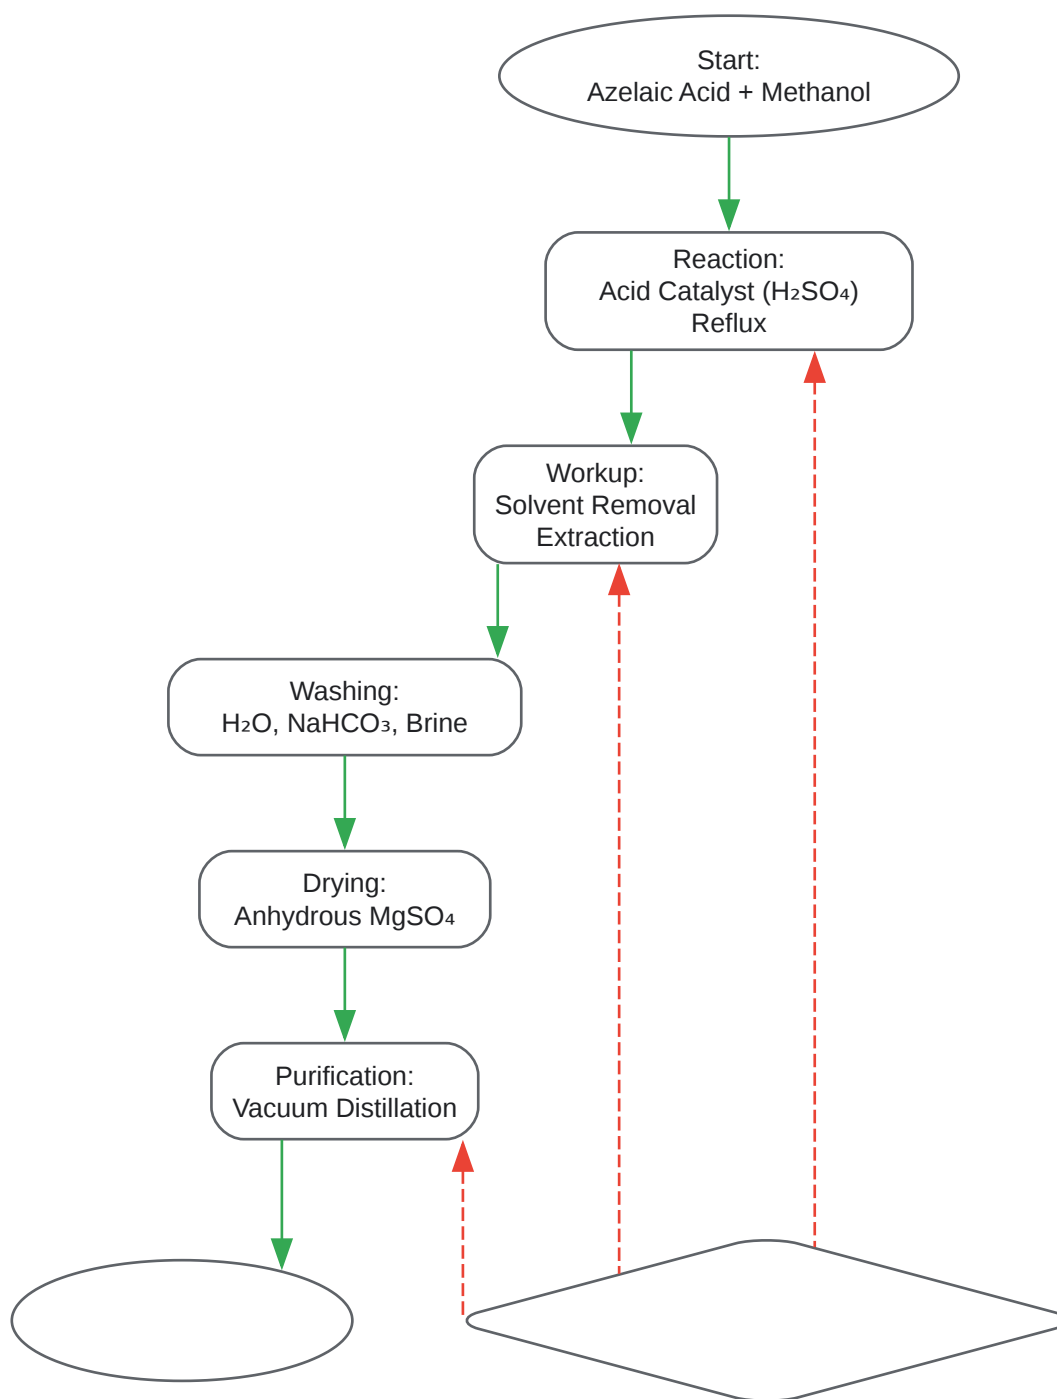 Start:
Azelaic Acid + Methanol
Reaction:
Acid Catalyst (H₂SO₄)
Reflux
Workup:
Solvent Removal
Extraction
Washing:
H₂O, NaHCO₃, Brine
Drying:
Anhydrous MgSO₄
Purification:
Vacuum Distillation